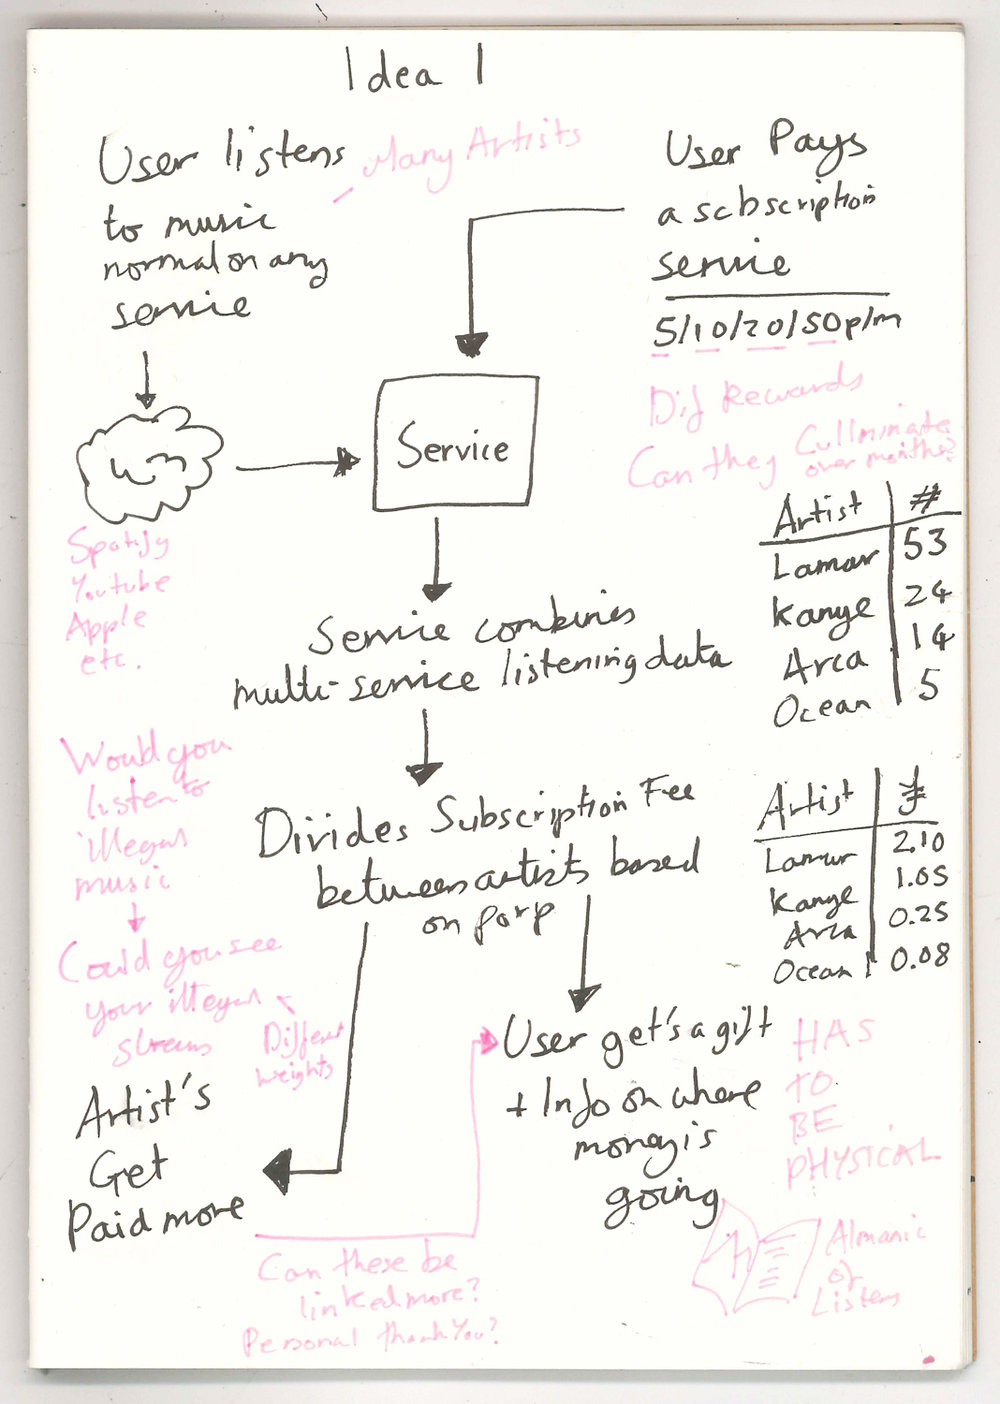 Idea 1
User listens
to music
normal on any
service
Many Artists
User Pays
a scbscription
service
5/10/20/50p/m
Dif Rewards
Can they Cullminate
over months?
Service
Spotify
Youtube
Apple
etc.
Artist #
Lamar 53
Kanye 24
Arca 14
Ocean 5
Service combines
multi-service listening data
Would you
listen to
illegal
music
Divides Subscription Fee
between artists based
on porp
Artist £
Lamar 2.10
Kanye 1.05
Arca 0.25
Ocean 0.08
Could you see
your illegal
streams
Different
weights
Artist's
Get
Paid more
User get's a gift
+ Info on where
money is
going
HAS
TO
BE
PHYSICAL
Can these be
linked more?
Personal thank You?
Almanic
of
Listens